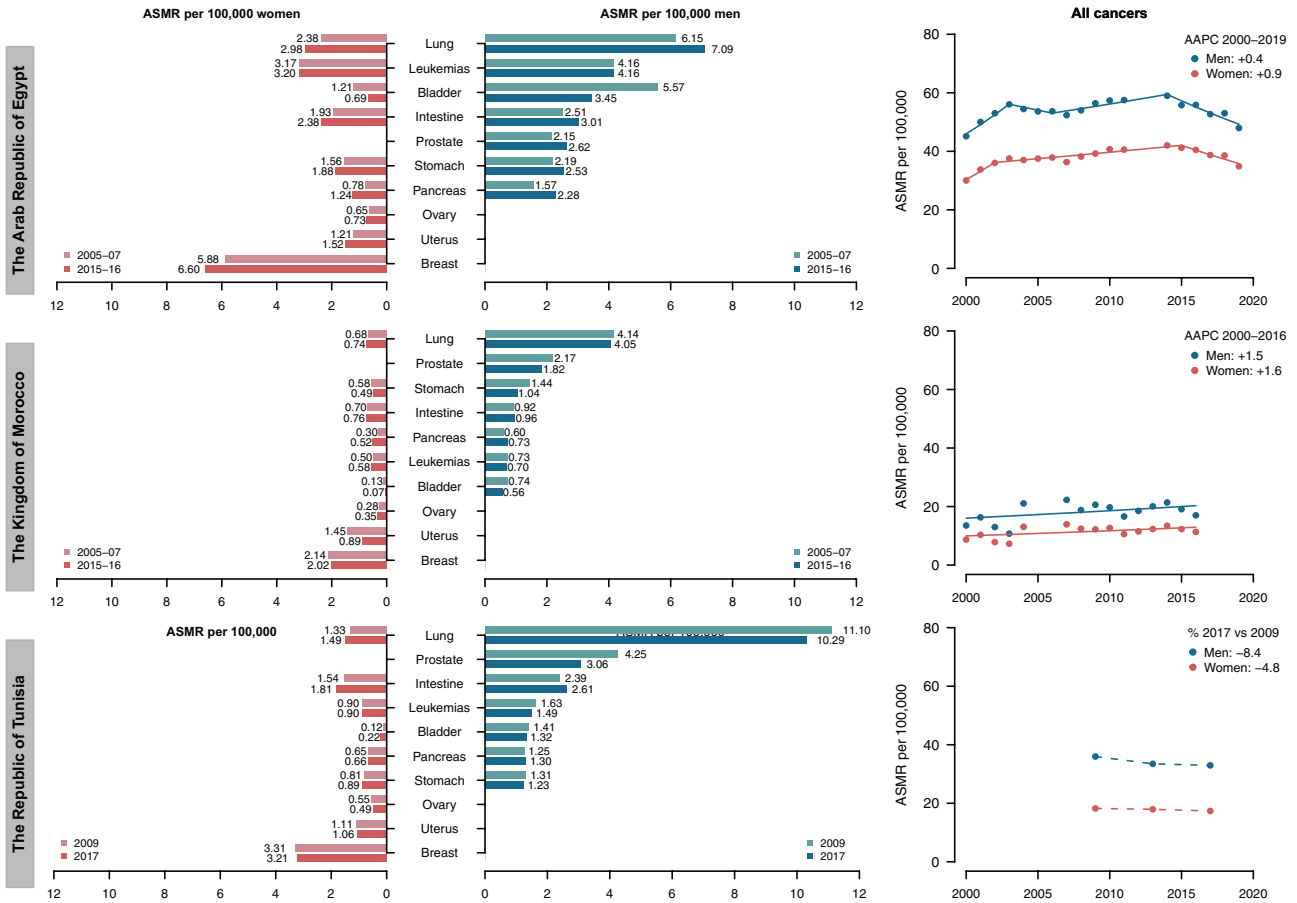 ASMR per 100,000 women
ASMR per 100,000 men
All cancers
The Arab Republic of Egypt
2.38 Lung 6.15
2.98 7.09
3.17 Leukemias 4.16
3.20 4.16
1.21 Bladder 5.57
0.69 3.45
1.93 Intestine 2.51
2.38 3.01
Prostate 2.15
2.62
1.56 Stomach 2.19
1.88 2.53
0.78 Pancreas 1.57
1.24 2.28
0.65 Ovary
0.73
1.21 Uterus
1.52
5.88 Breast
6.60
2005–07
2015–16
2005–07
2015–16
12 10 8 6 4 2 0
0 2 4 6 8 10 12
ASMR per 100,000
80
60
40
20
0
2000 2005 2010 2015 2020
AAPC 2000–2019
Men: +0.4
Women: +0.9
The Kingdom of Morocco
0.68 Lung 4.14
0.74 4.05
Prostate 2.17
1.82
0.58 Stomach 1.44
0.49 1.04
0.70 Intestine 0.92
0.76 0.96
0.30 Pancreas 0.60
0.52 0.73
0.50 Leukemias 0.73
0.58 0.70
0.13 Bladder 0.74
0.07 0.56
0.28 Ovary
0.35
1.45 Uterus
0.89
2.14 Breast
2.02
2005–07
2015–16
2005–07
2015–16
12 10 8 6 4 2 0
0 2 4 6 8 10 12
ASMR per 100,000
80
60
40
20
0
2000 2005 2010 2015 2020
AAPC 2000–2016
Men: +1.5
Women: +1.6
The Republic of Tunisia
ASMR per 100,000
1.33 Lung 11.10
1.49 10.29
Prostate 4.25
3.06
1.54 Intestine 2.39
1.81 2.61
0.90 Leukemias 1.63
0.90 1.49
0.12 Bladder 1.41
0.22 1.32
0.65 Pancreas 1.25
0.66 1.30
0.81 Stomach 1.31
0.89 1.23
0.55 Ovary
0.49
1.11 Uterus
1.06
3.31 Breast
3.21
2009
2017
2009
2017
12 10 8 6 4 2 0
0 2 4 6 8 10 12
ASMR per 100,000
80
60
40
20
0
2000 2005 2010 2015 2020
% 2017 vs 2009
Men: −8.4
Women: −4.8